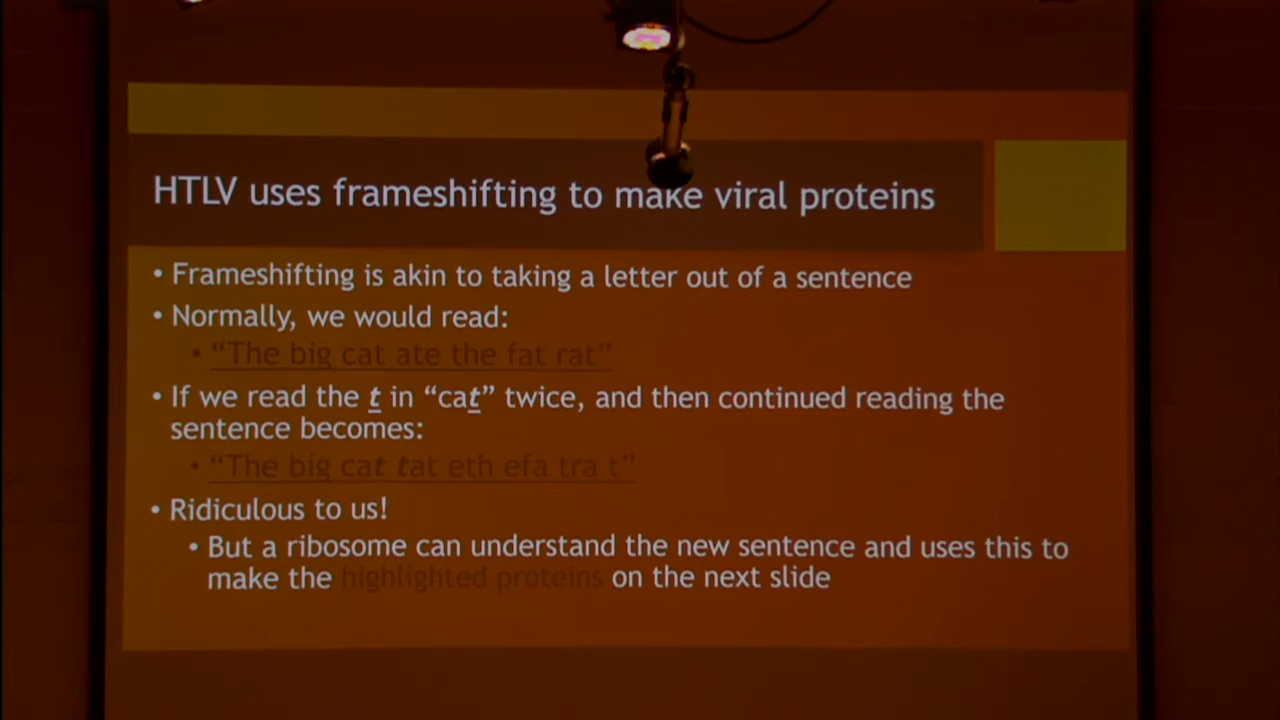 HTLV uses frameshifting to make viral proteins
• Frameshifting is akin to taking a letter out of a sentence
• Normally, we would read:
• “The big cat ate the fat rat”
• If we read the t in “cat” twice, and then continued reading the
sentence becomes:
• “The big cat tat eth efa tra t”
• Ridiculous to us!
• But a ribosome can understand the new sentence and uses this to
make the highlighted proteins on the next slide